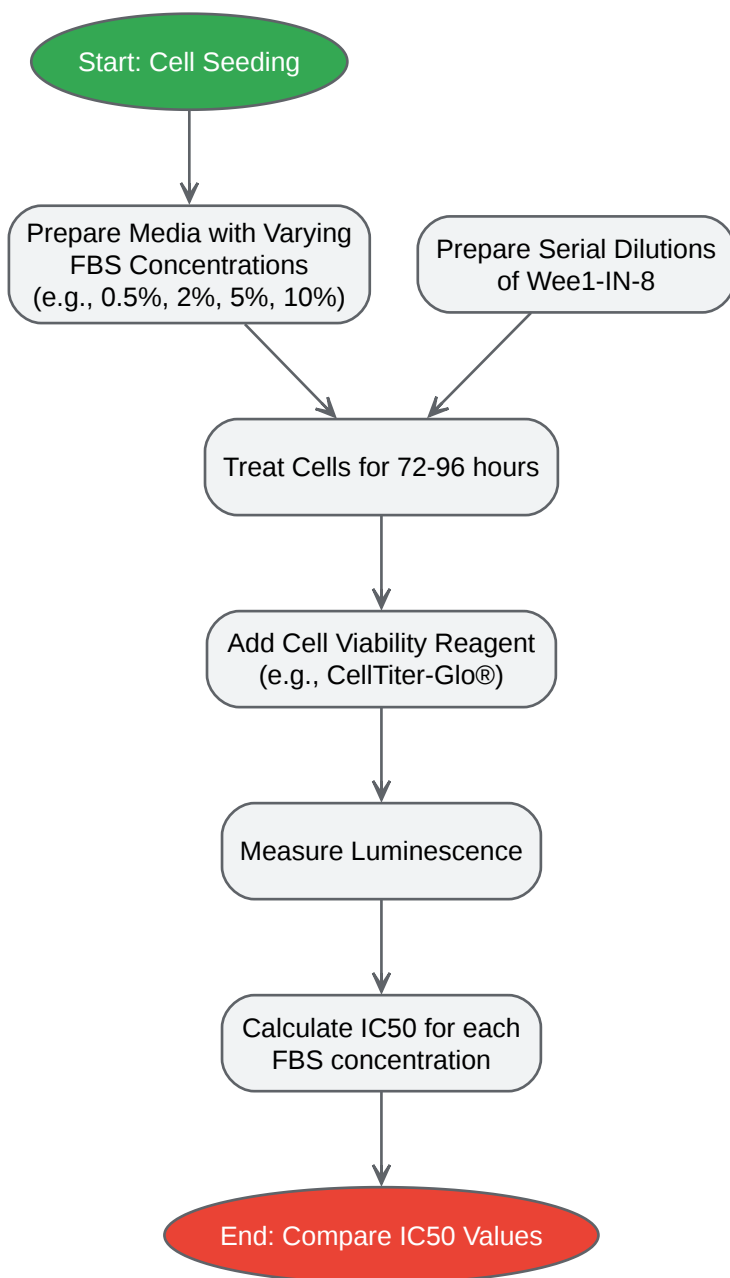 Start: Cell Seeding
Prepare Media with Varying
FBS Concentrations
(e.g., 0.5%, 2%, 5%, 10%)
Prepare Serial Dilutions
of Wee1-IN-8
Treat Cells for 72-96 hours
Add Cell Viability Reagent
(e.g., CellTiter-Glo®)
Measure Luminescence
Calculate IC50 for each
FBS concentration
End: Compare IC50 Values